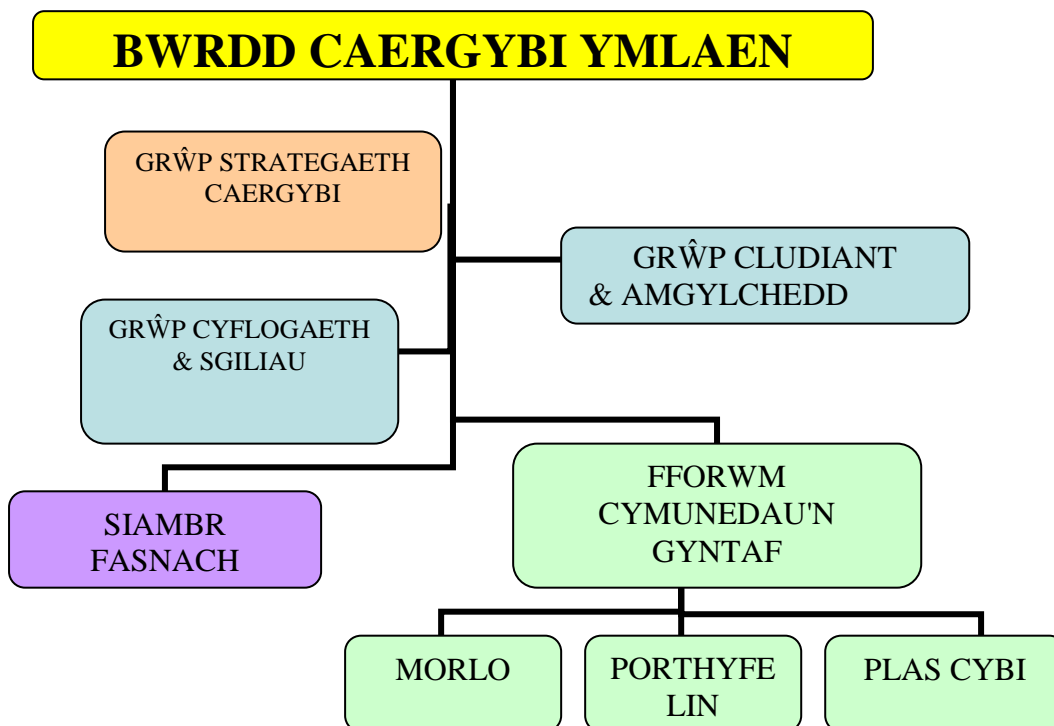 BWRDD CAERGYBI YMLAEN
GRŴP STRATEGAETH
CAERGYBI
GRŴP CLUDIANT
& AMGYLCHEDD
GRŴP CYFLOGAETH
& SGILIAU
FFORWM
CYMUNEDAU'N
GYNTAF
SIAMBR
FASNACH
MORLO
PORTHYFE
LIN
PLAS CYBI